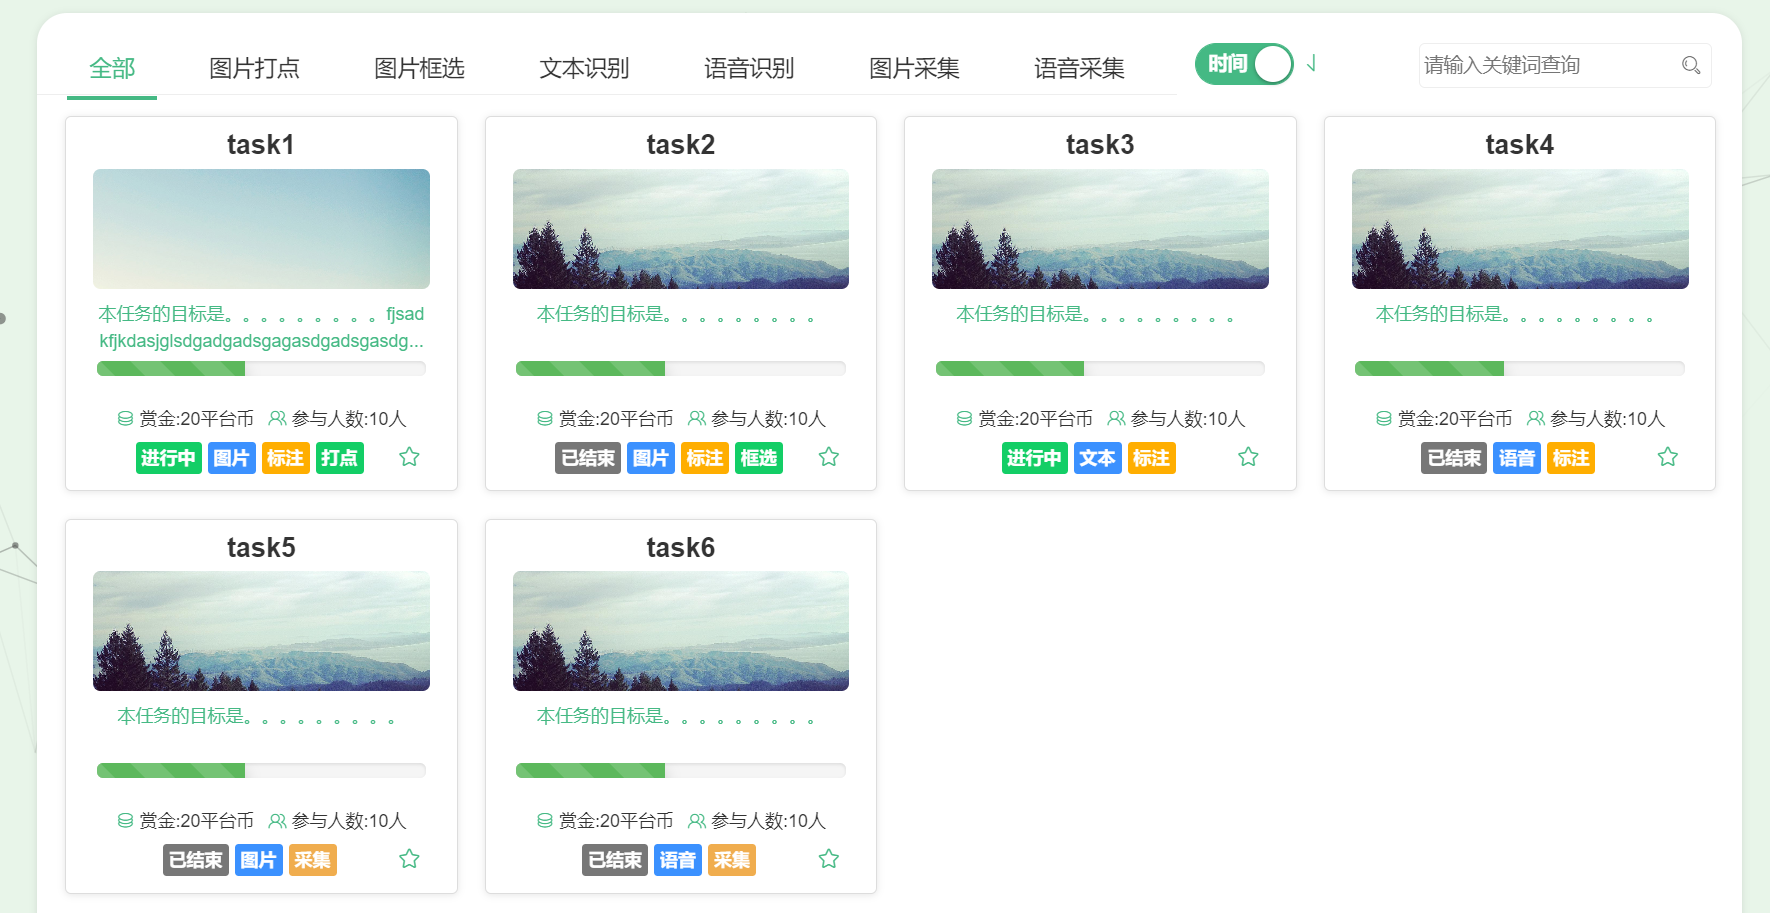 全部 图片打点 图片框选 文本识别 语音识别 图片采集 语音采集 时间 请输入关键词查询
task1
本任务的目标是。。。。。。。。。fjsad
kfjkdasjglsdgadgadsgagasdgadsgasdg...
赏金:20平台币 参与人数:10人
进行中 图片 标注 打点
task2
本任务的目标是。。。。。。。。。
赏金:20平台币 参与人数:10人
已结束 图片 标注 框选
task3
本任务的目标是。。。。。。。。。
赏金:20平台币 参与人数:10人
进行中 文本 标注
task4
本任务的目标是。。。。。。。。。
赏金:20平台币 参与人数:10人
已结束 语音 标注
task5
本任务的目标是。。。。。。。。。
赏金:20平台币 参与人数:10人
已结束 图片 采集
task6
本任务的目标是。。。。。。。。。
赏金:20平台币 参与人数:10人
已结束 语音 采集